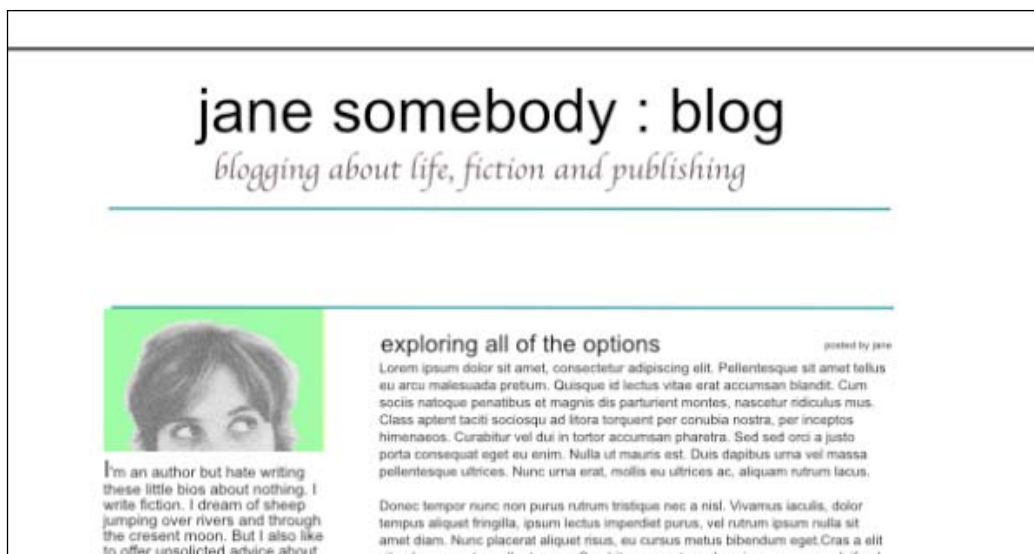 jane somebody : blog
blogging about life, fiction and publishing
exploring all of the options
posted by jane
Lorem ipsum dolor sit amet, consectetur adipiscing elit. Pellentesque sit amet tellus
eu arcu malesuada pretium. Quisque id lectus vitae erat accumsan blandit. Cum
sociis natoque penatibus et magnis dis parturient montes, nascetur ridiculus mus.
Class aptent taciti sociosqu ad litora torquent per conubia nostra, per inceptos
himenaeos. Curabitur vel dui in tortor accumsan pharetra. Sed sed orci a justo
porta consequat eget eu enim. Nulla ut mauris est. Duis dapibus urna vel massa
pellentesque ultrices. Nunc urna erat, mollis eu ultrices ac, aliquam rutrum lacus.
Donec tempor nunc non purus rutrum tristique nec a nisl. Vivamus iaculis, dolor
tempus aliquet fringilla, ipsum lectus imperdiet purus, vel rutrum ipsum nulla sit
amet diam. Nunc placerat aliquet risus, eu cursus metus bibendum eget.Cras a elit
I'm an author but hate writing
these little bios about nothing. I
write fiction. I dream of sheep
jumping over rivers and through
the cresent moon. But I also like
to offer unsolicted advice about